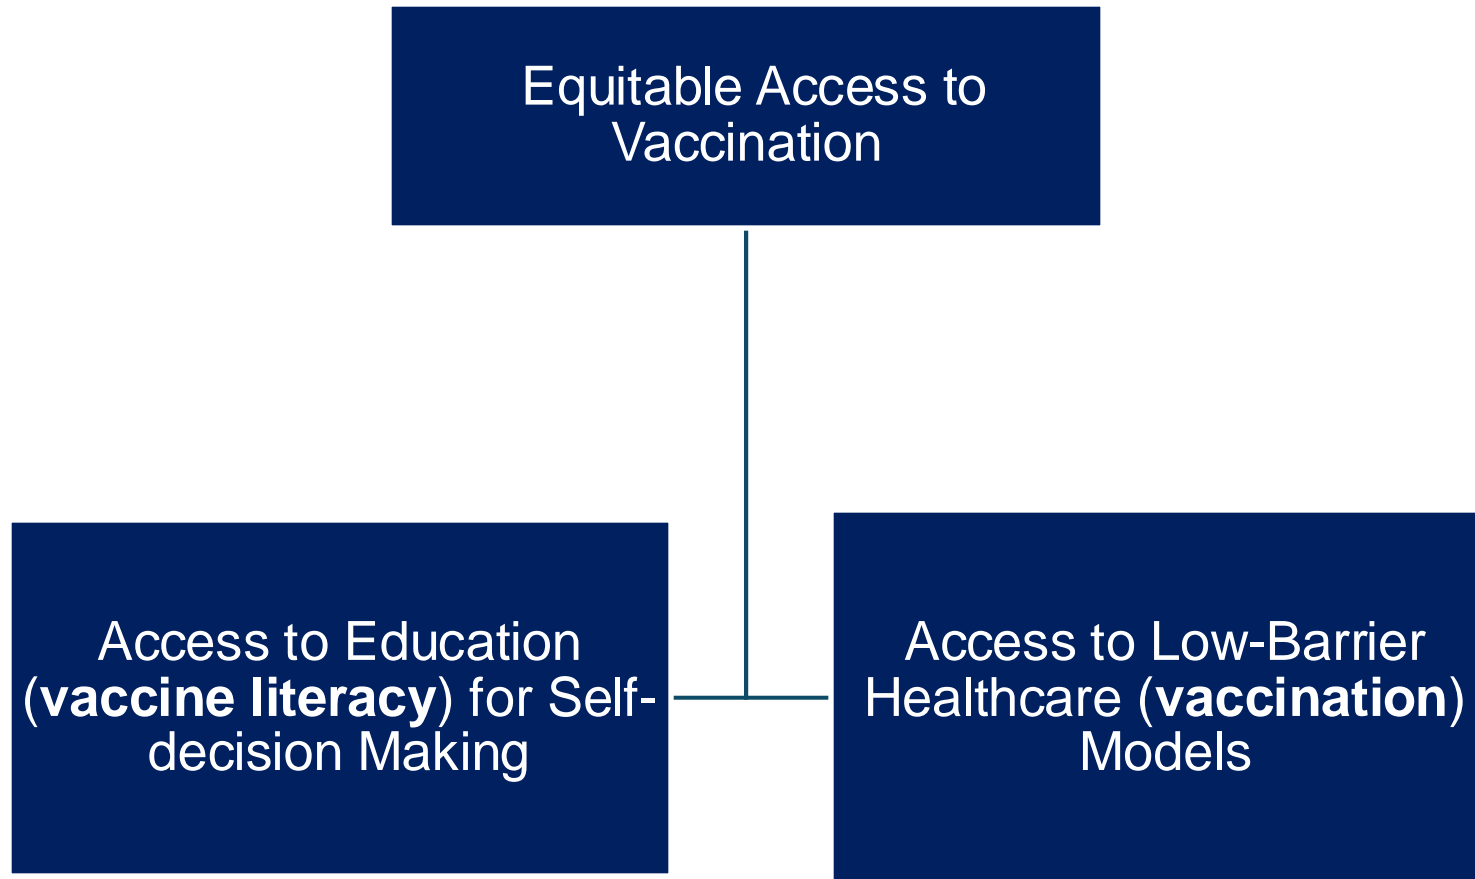 Equitable Access to
Vaccination
Access to Education
(vaccine literacy) for Self-
decision Making
Access to Low-Barrier
Healthcare (vaccination)
Models